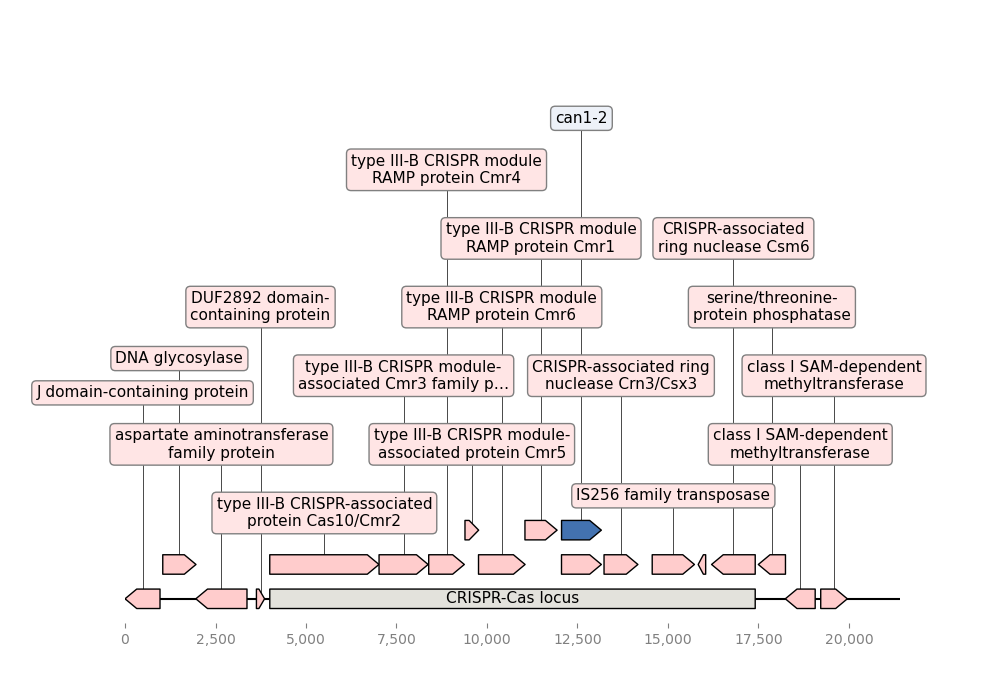 can1-2
type III-B CRISPR module
RAMP protein Cmr4
type III-B CRISPR module
RAMP protein Cmr1
CRISPR-associated
ring nuclease Csm6
DUF2892 domain-
containing protein
type III-B CRISPR module
RAMP protein Cmr6
serine/threonine-
protein phosphatase
DNA glycosylase
J domain-containing protein
type III-B CRISPR module-
associated Cmr3 family p...
CRISPR-associated ring
nuclease Crn3/Csx3
class I SAM-dependent
methyltransferase
aspartate aminotransferase
family protein
type III-B CRISPR module-
associated protein Cmr5
class I SAM-dependent
methyltransferase
type III-B CRISPR-associated
protein Cas10/Cmr2
IS256 family transposase
CRISPR-Cas locus
0 2,500 5,000 7,500 10,000 12,500 15,000 17,500 20,000